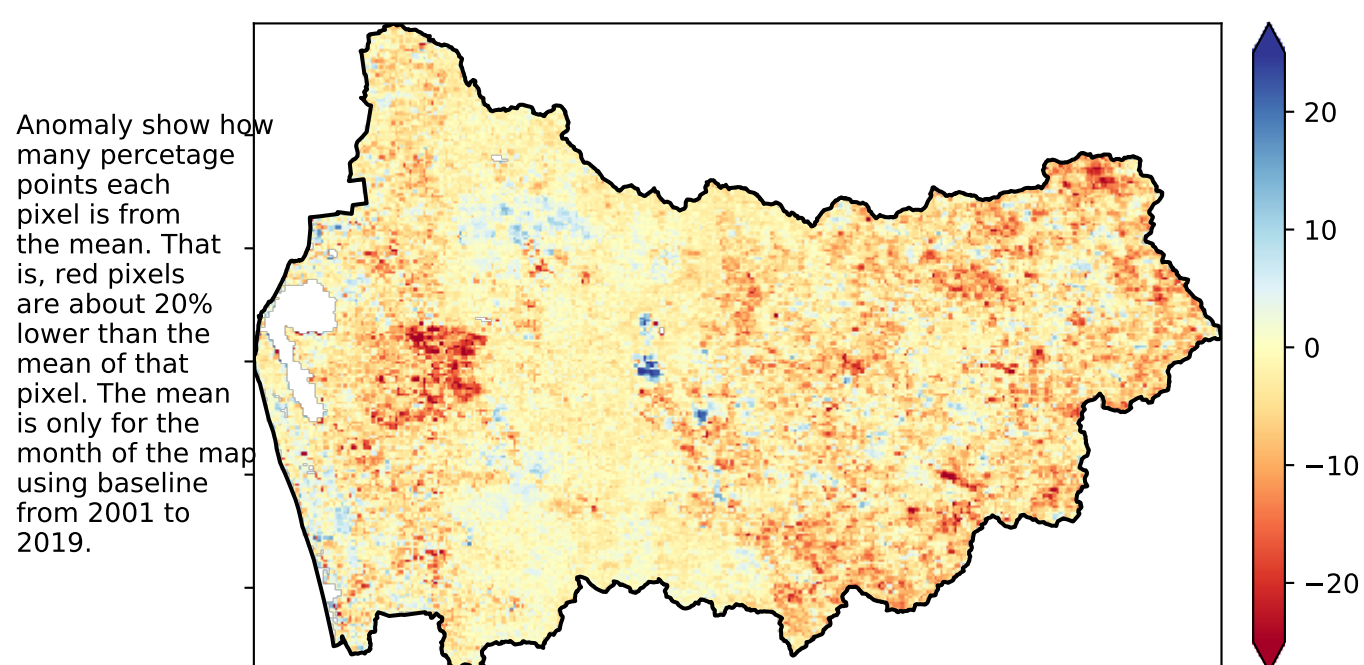 Anomaly show how
many percetage
points each
pixel is from
the mean. That
is, red pixels
are about 20%
lower than the
mean of that
pixel. The mean
is only for the
month of the map
using baseline
from 2001 to
2019.
20
10
0
−10
−20